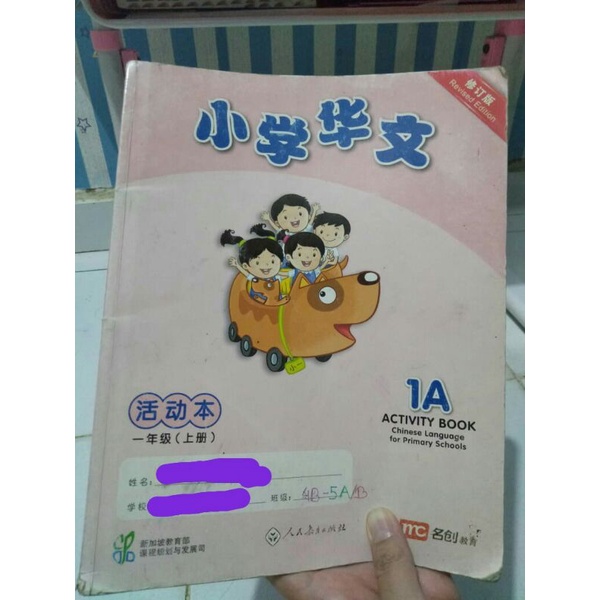 修订版
Revised Edition
小学华文
1A
ACTIVITY BOOK
Chinese Language
for Primary Schools
活动本
一年级（上册）
姓名:
学校
班级: 4B-5A/4B
新加坡教育部
课程规划与发展司
人民教育出版社
mc 名创教育